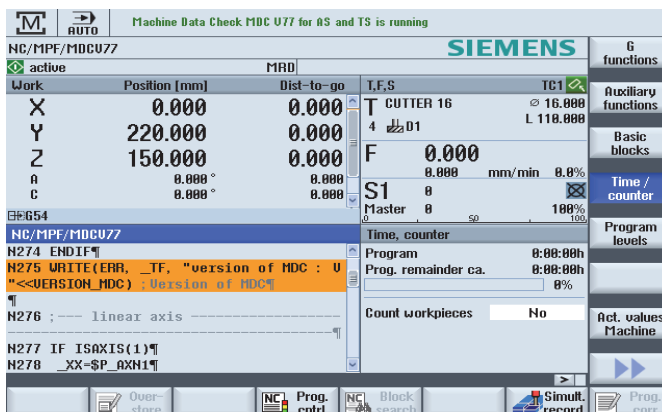 M AUTO Machine Data Check MDC V77 for AS and TS is running
NC/MPF/MDCV77 SIEMENS
active MRD
Work Position [mm] Dist-to-go
X 0.000 0.000
Y 220.000 0.000
Z 150.000 0.000
A 0.000 ° 0.000
C 0.000 ° 0.000
G54
T,F,S TC1
T CUTTER 16 ⌀ 16.000
4 D1 L 110.000
F 0.000
0.000 mm/min 0.0%
S1 0
Master 0 100%
0 50 100
NC/MPF/MDCV77
N274 ENDIF¶
N275 WRITE(ERR, _TF, "version of MDC : V
"<<VERSION_MDC) ;Version of MDC¶
¶
N276 ;--- linear axis -------------------
-----------------------------------¶
N277 IF ISAXIS(1)¶
N278 _XX=$P_AXN1¶
Time, counter
Program 0:00:00h
Prog. remainder ca. 0:00:00h
0%
Count workpieces No
G
functions
Auxiliary
functions
Basic
blocks
Time /
counter
Program
levels
Act. values
Machine
Over-
store
NC Prog.
cntrl
NC Block
search
Simult.
record
Prog.
corr.